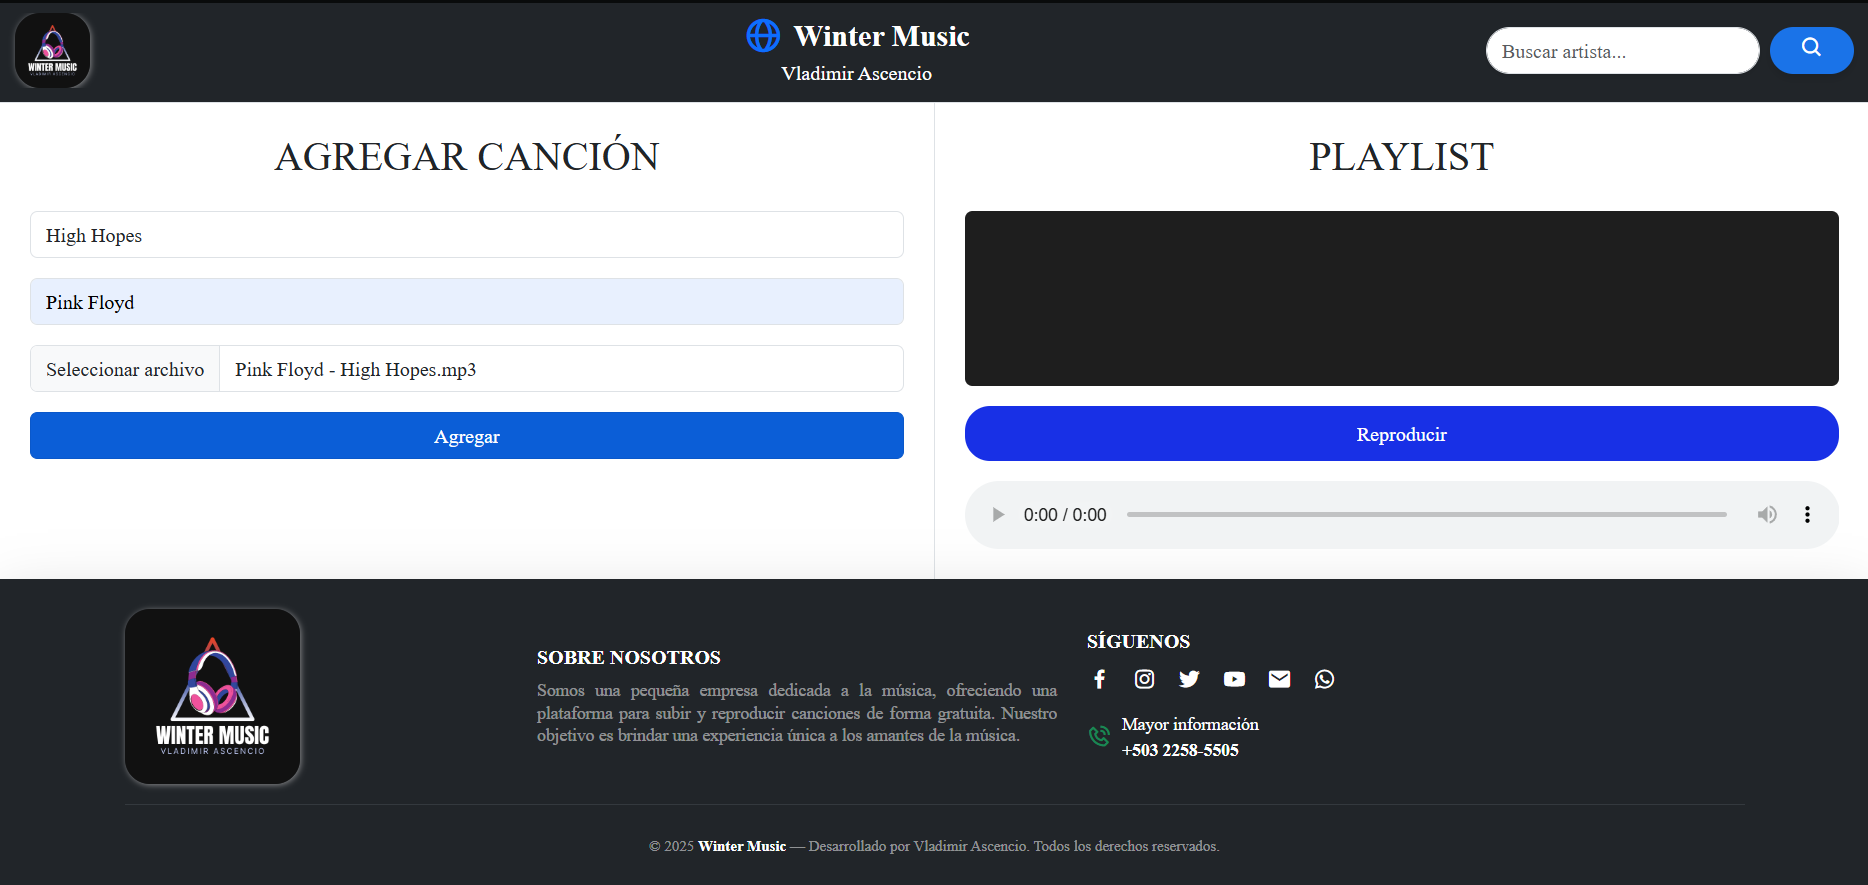 WINTER MUSIC
VLADIMIR ASCENCIO
Winter Music
Vladimir Ascencio
Buscar artista...
AGREGAR CANCIÓN
High Hopes
Pink Floyd
Seleccionar archivo Pink Floyd - High Hopes.mp3
Agregar
PLAYLIST
Reproducir
0:00 / 0:00
WINTER MUSIC
VLADIMIR ASCENCIO
SOBRE NOSOTROS
Somos una pequeña empresa dedicada a la música, ofreciendo una
plataforma para subir y reproducir canciones de forma gratuita. Nuestro
objetivo es brindar una experiencia única a los amantes de la música.
SÍGUENOS
Mayor información
+503 2258-5505
© 2025 Winter Music — Desarrollado por Vladimir Ascencio. Todos los derechos reservados.